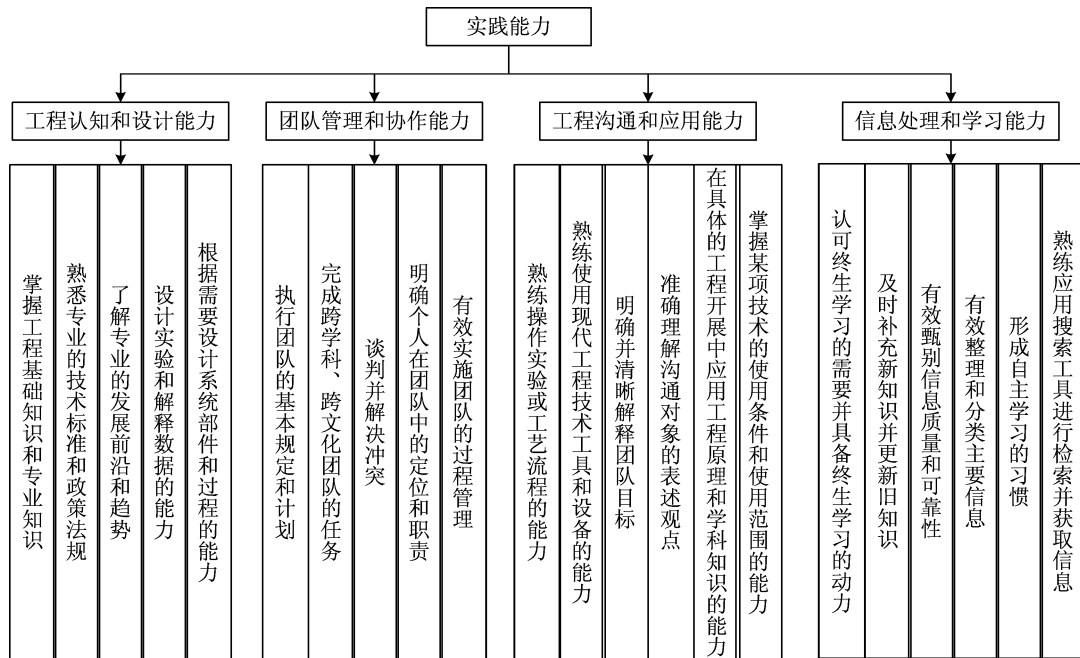 实践能力
工程认知和设计能力
团队管理和协作能力
工程沟通和应用能力
信息处理和学习能力
掌握工程基础知识和专业知识
熟悉专业的技术标准和政策法规
了解专业的发展前沿和趋势
设计实验和解释数据的能力
根据需要设计系统部件和过程的能力
执行团队的基本规定和计划
完成跨学科、跨文化团队的任务
谈判并解决冲突
明确个人在团队中的定位和职责
有效实施团队的过程管理
熟练操作实验或工艺流程的能力
熟练使用现代工程技术工具和设备的能力
明确并清晰解释团队目标
准确理解沟通对象的表述观点
在具体的工程开展中应用工程原理和学科知识的能力
掌握某项技术的使用条件和使用范围的能力
认可终生学习的需要并具备终生学习的动力
及时补充新知识并更新旧知识
有效甄别信息质量和可靠性
有效整理和分类主要信息
形成自主学习的习惯
熟练应用搜索工具进行检索并获取信息